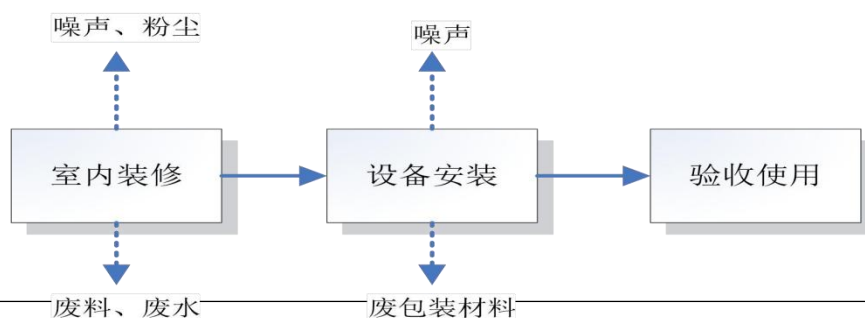 噪声、粉尘
噪声
室内装修
设备安装
验收使用
废料、废水
废包装材料